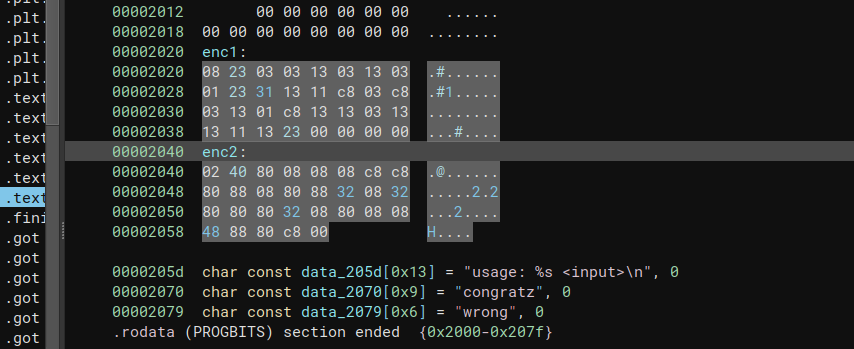 .plt.
.plt.
.plt.
.plt.
.text
.text
.text
.text
.text
.text
.fini
.got
.got
.got
.got
.got
.got
00002012 00 00 00 00 00 00 ......
00002018 00 00 00 00 00 00 00 00 ........
00002020 enc1:
00002020 08 23 03 03 13 03 13 03 .#......
00002028 01 23 31 13 11 c8 03 c8 .#1.....
00002030 03 13 01 c8 13 13 03 13 ........
00002038 13 11 13 23 00 00 00 00 ...#....
00002040 enc2:
00002040 02 40 80 08 08 08 c8 c8 .@......
00002048 80 88 08 80 88 32 08 32 .....2.2
00002050 80 80 80 32 08 80 08 08 ...2....
00002058 48 88 80 c8 00 H....
0000205d char const data_205d[0x13] = "usage: %s <input>\n", 0
00002070 char const data_2070[0x9] = "congratz", 0
00002079 char const data_2079[0x6] = "wrong", 0
.rodata (PROGBITS) section ended {0x2000-0x207f}